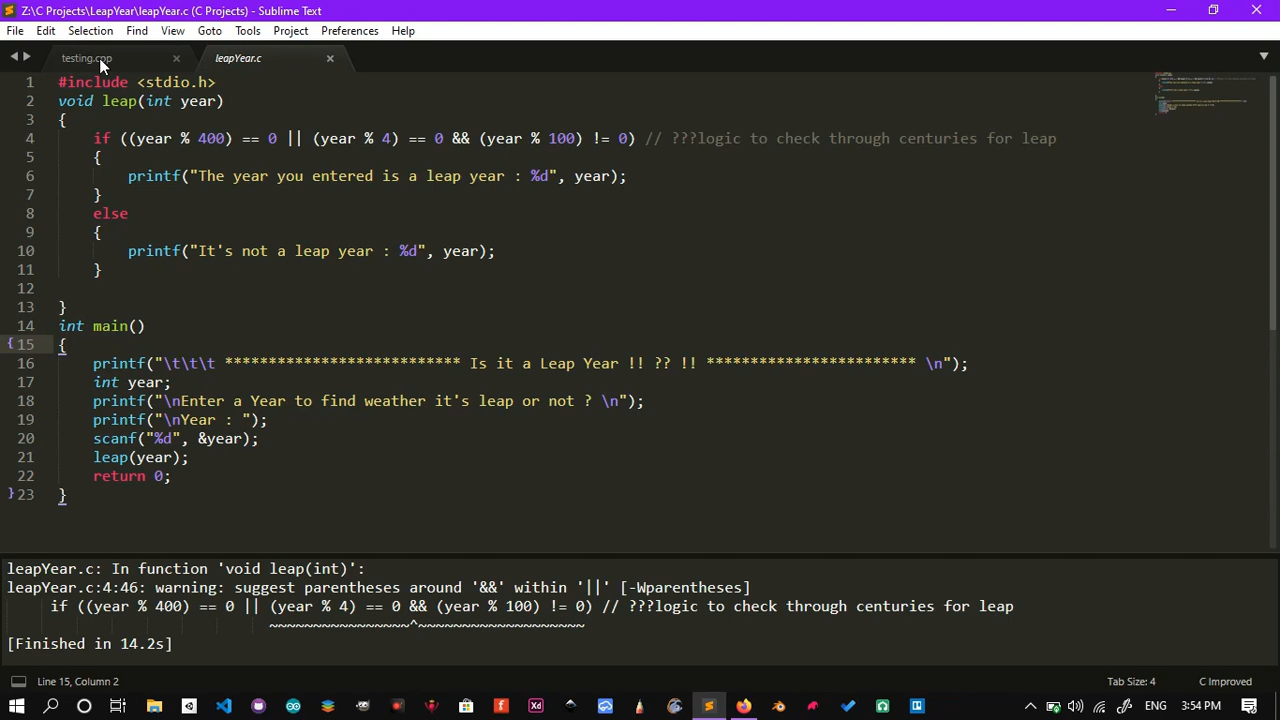 Z:\C Projects\LeapYear\leapYear.c (C Projects) - Sublime Text
File Edit Selection Find View Goto Tools Project Preferences Help
testing.cpp leapYear.c
1 #include <stdio.h>
2 void leap(int year)
3 {
4 if ((year % 400) == 0 || (year % 4) == 0 && (year % 100) != 0) // ???logic to check through centuries for leap
5 {
6 printf("The year you entered is a leap year : %d", year);
7 }
8 else
9 {
10 printf("It's not a leap year : %d", year);
11 }
12
13 }
14 int main()
{ 15 {
16 printf("\t\t\t *************************** Is it a Leap Year !! ?? !! ************************ \n");
17 int year;
18 printf("\nEnter a Year to find weather it's leap or not ? \n");
19 printf("\nYear : ");
20 scanf("%d", &year);
21 leap(year);
22 return 0;
} 23 }
leapYear.c: In function 'void leap(int)':
leapYear.c:4:46: warning: suggest parentheses around '&&' within '||' [-Wparentheses]
if ((year % 400) == 0 || (year % 4) == 0 && (year % 100) != 0) // ???logic to check through centuries for leap
~~~~~~~~~~~~~~~~^~~~~~~~~~~~~~~~~~~~
[Finished in 14.2s]
Line 15, Column 2 Tab Size: 4 C Improved
Xd ENG 3:54 PM